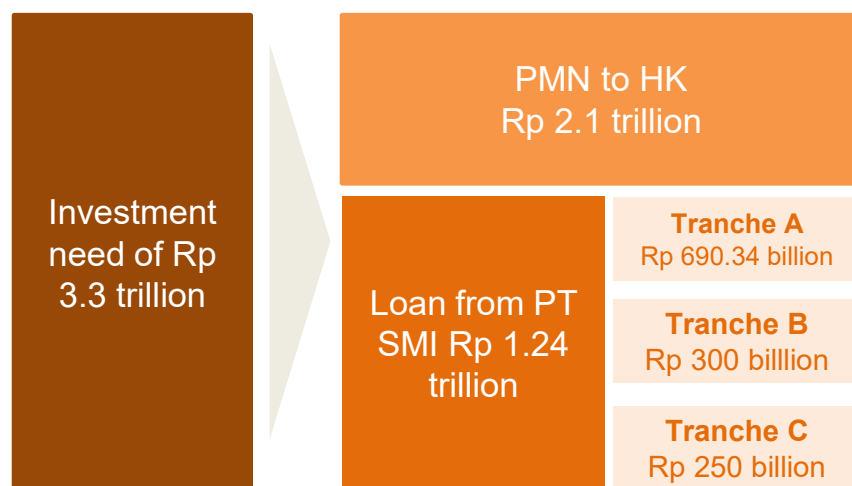 Investment
need of Rp
3.3 trillion
PMN to HK
Rp 2.1 trillion
Loan from PT
SMI Rp 1.24
trillion
Tranche A
Rp 690.34 billion
Tranche B
Rp 300 billlion
Tranche C
Rp 250 billion